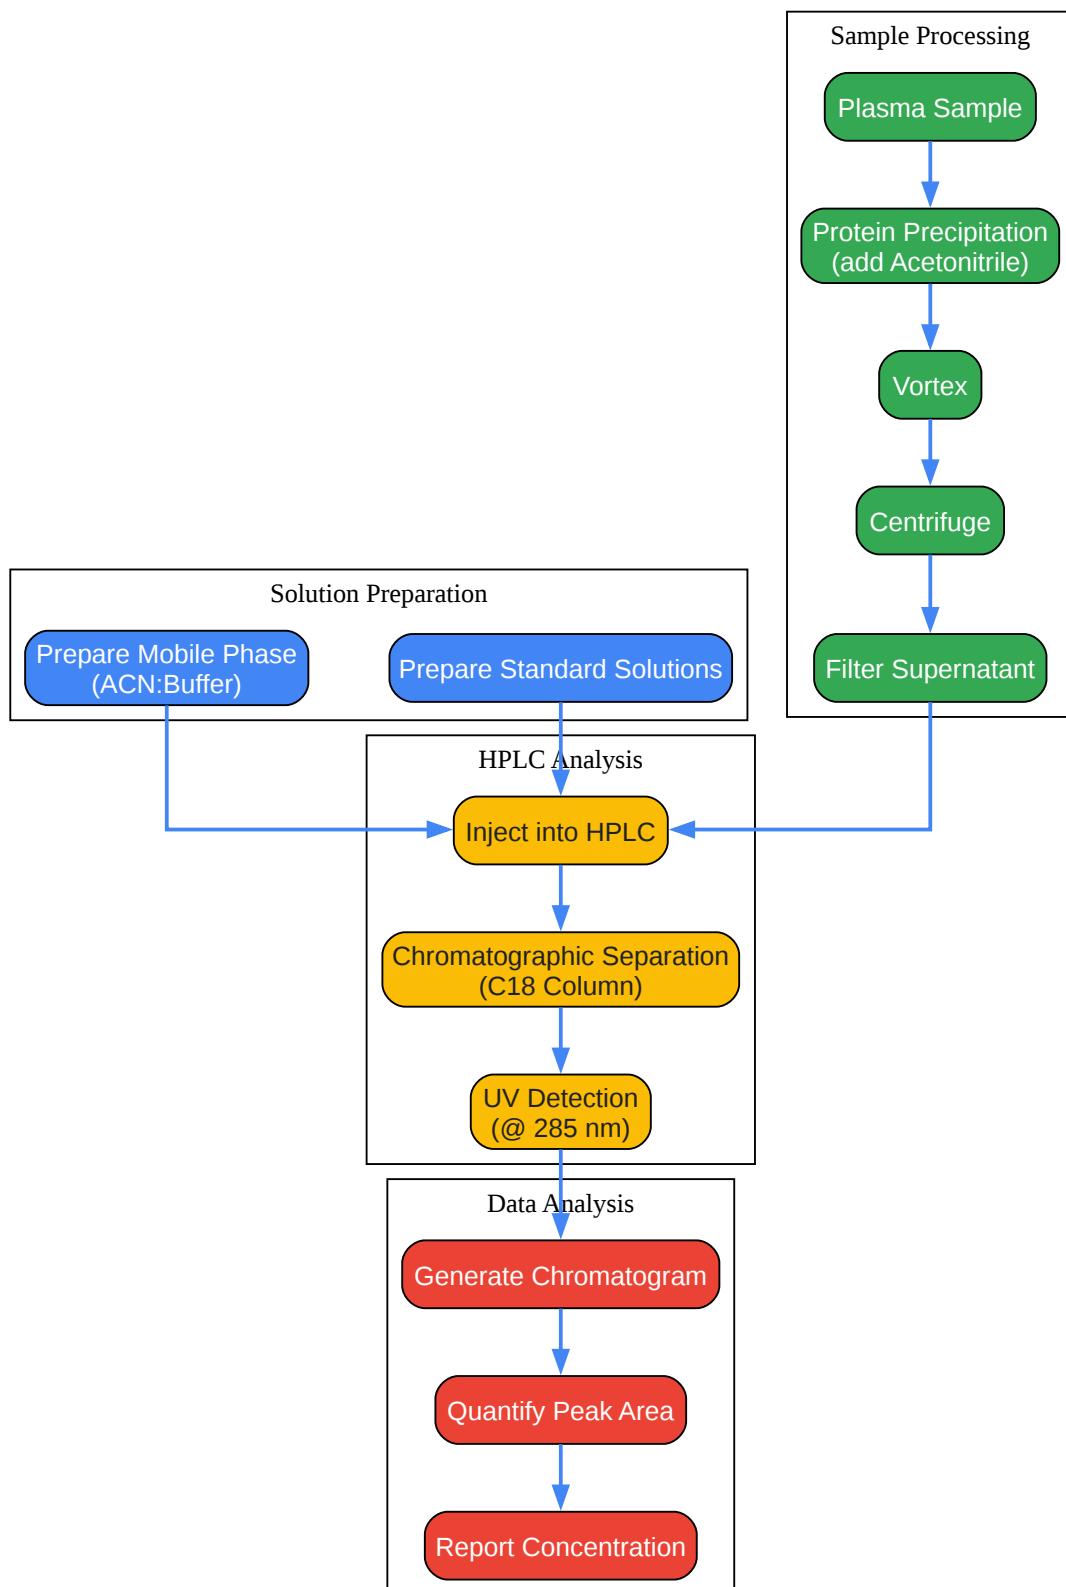 Sample Processing
Plasma Sample
Protein Precipitation
(add Acetonitrile)
Vortex
Centrifuge
Filter Supernatant
Solution Preparation
Prepare Mobile Phase
(ACN:Buffer)
Prepare Standard Solutions
HPLC Analysis
Inject into HPLC
Chromatographic Separation
(C18 Column)
UV Detection
(@ 285 nm)
Data Analysis
Generate Chromatogram
Quantify Peak Area
Report Concentration